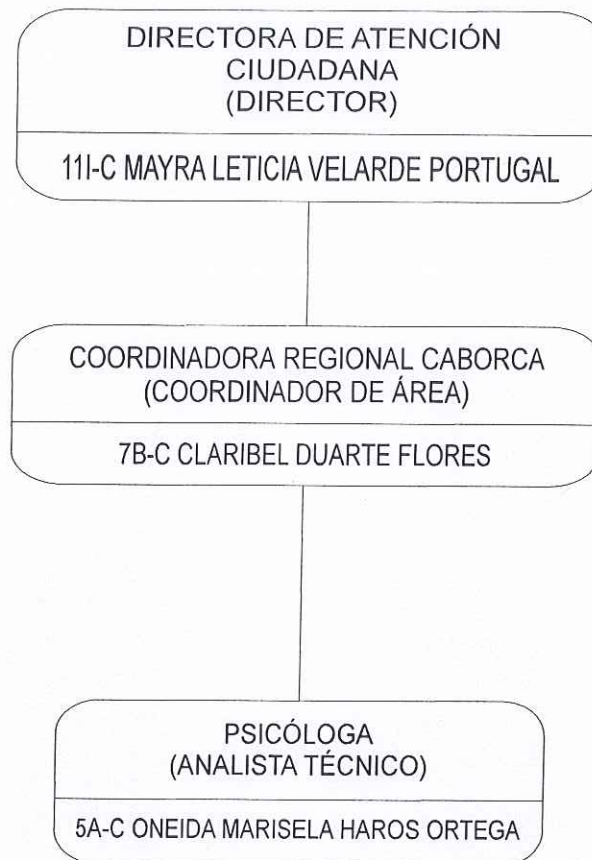 DIRECTORA DE ATENCIÓN
CIUDADANA
(DIRECTOR)
11I-C MAYRA LETICIA VELARDE PORTUGAL
COORDINADORA REGIONAL CABORCA
(COORDINADOR DE ÁREA)
7B-C CLARIBEL DUARTE FLORES
PSICÓLOGA
(ANALISTA TÉCNICO)
5A-C ONEIDA MARISELA HAROS ORTEGA